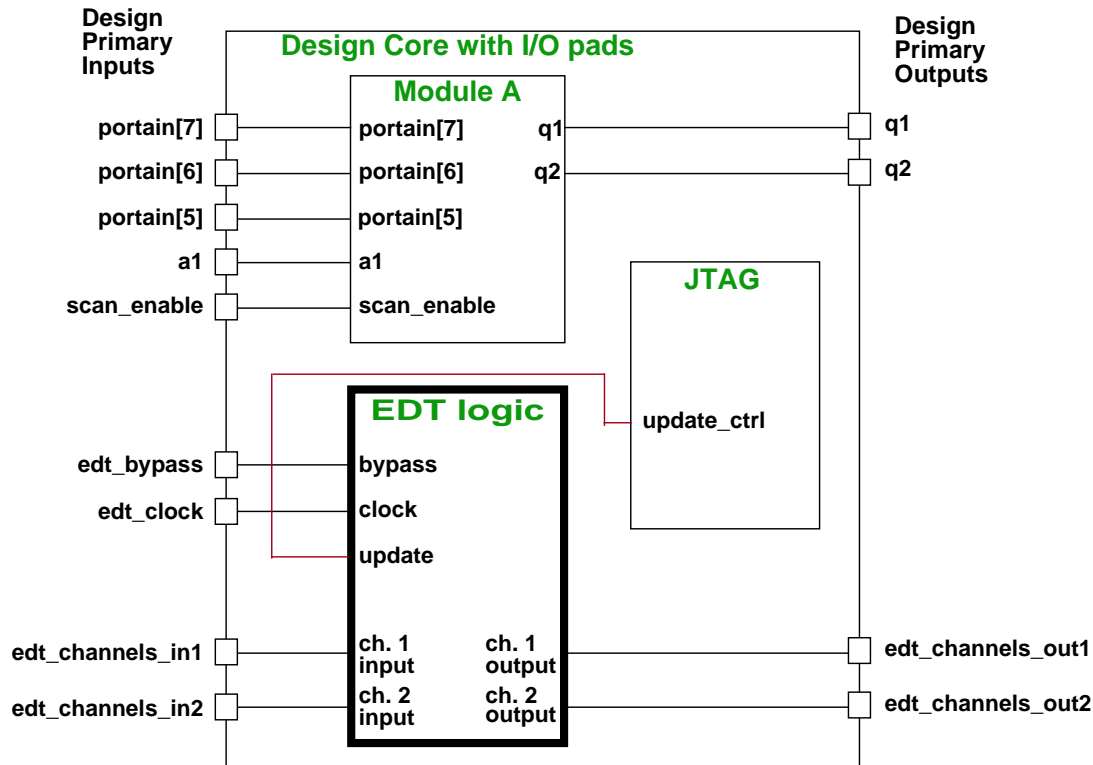 Design
Primary
Inputs
Design
Primary
Outputs
Design Core with I/O pads
Module A
portain[7]
portain[7]
q1
q1
portain[6]
portain[6]
q2
q2
portain[5]
portain[5]
a1
a1
scan_enable
scan_enable
JTAG
update_ctrl
EDT logic
edt_bypass
bypass
edt_clock
clock
update
edt_channels_in1
ch. 1
input
ch. 1
output
edt_channels_out1
edt_channels_in2
ch. 2
input
ch. 2
output
edt_channels_out2